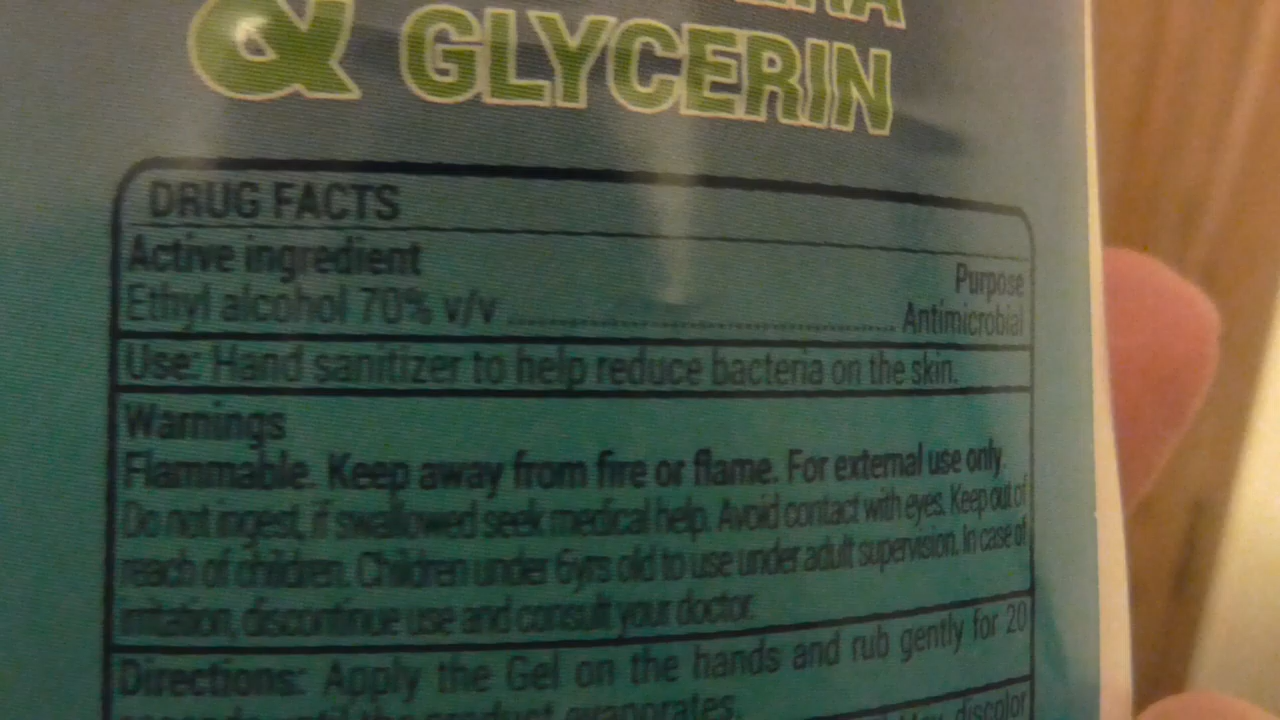 & GLYCERIN
DRUG FACTS
Active ingredient
Purpose
Ethyl alcohol 70% v/v ........ Antimicrobial
Use: Hand sanitizer to help reduce bacteria on the skin.
Warnings
Flammable. Keep away from fire or flame. For external use only.
Do not ingest, if swallowed seek medical help. Avoid contact with eyes. Keep out of
reach of children. Children under 6yrs old to use under adult supervision. In case of
irritation, discontinue use and consult your doctor.
Directions: Apply the Gel on the hands and rub gently for 20
seconds until the product evaporates.
May discolor